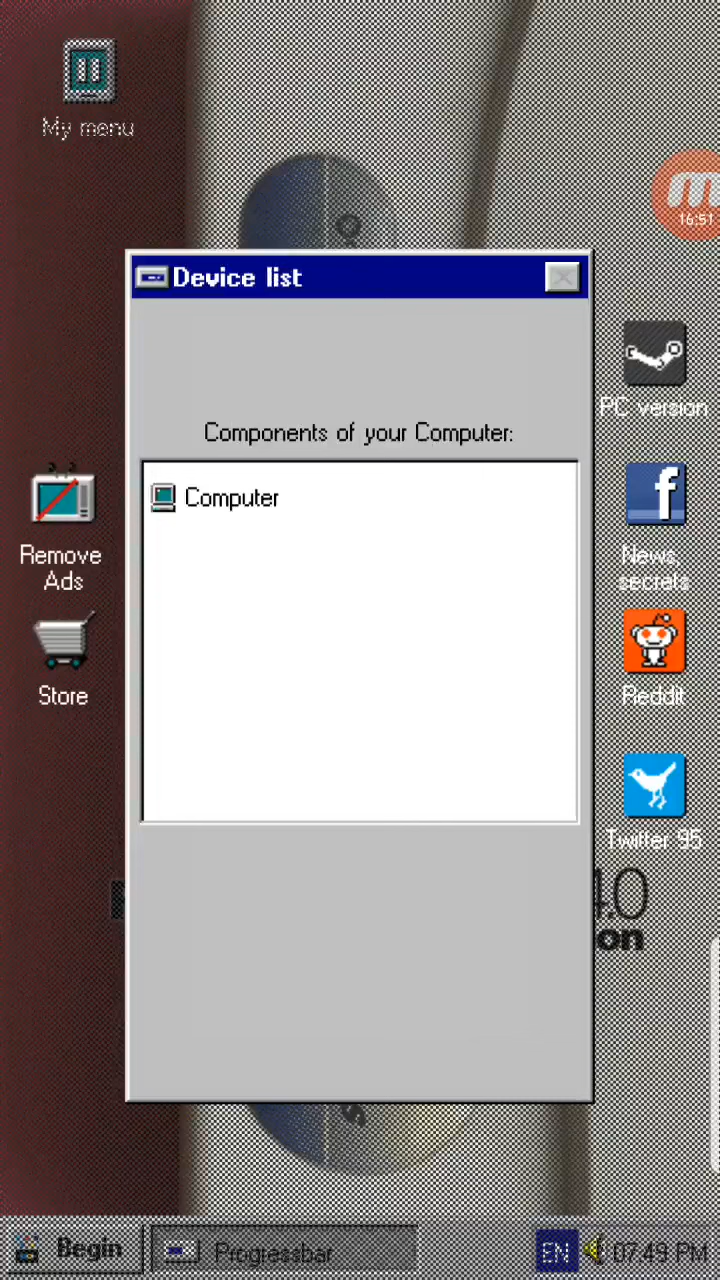 My menu
16:51
Device list
PC version
Components of your Computer:
Computer
Remove
Ads
News,
secrets
Store
Reddit
Twitter 95
4.0
on
Begin
Progressbar
EN
07:49 PM